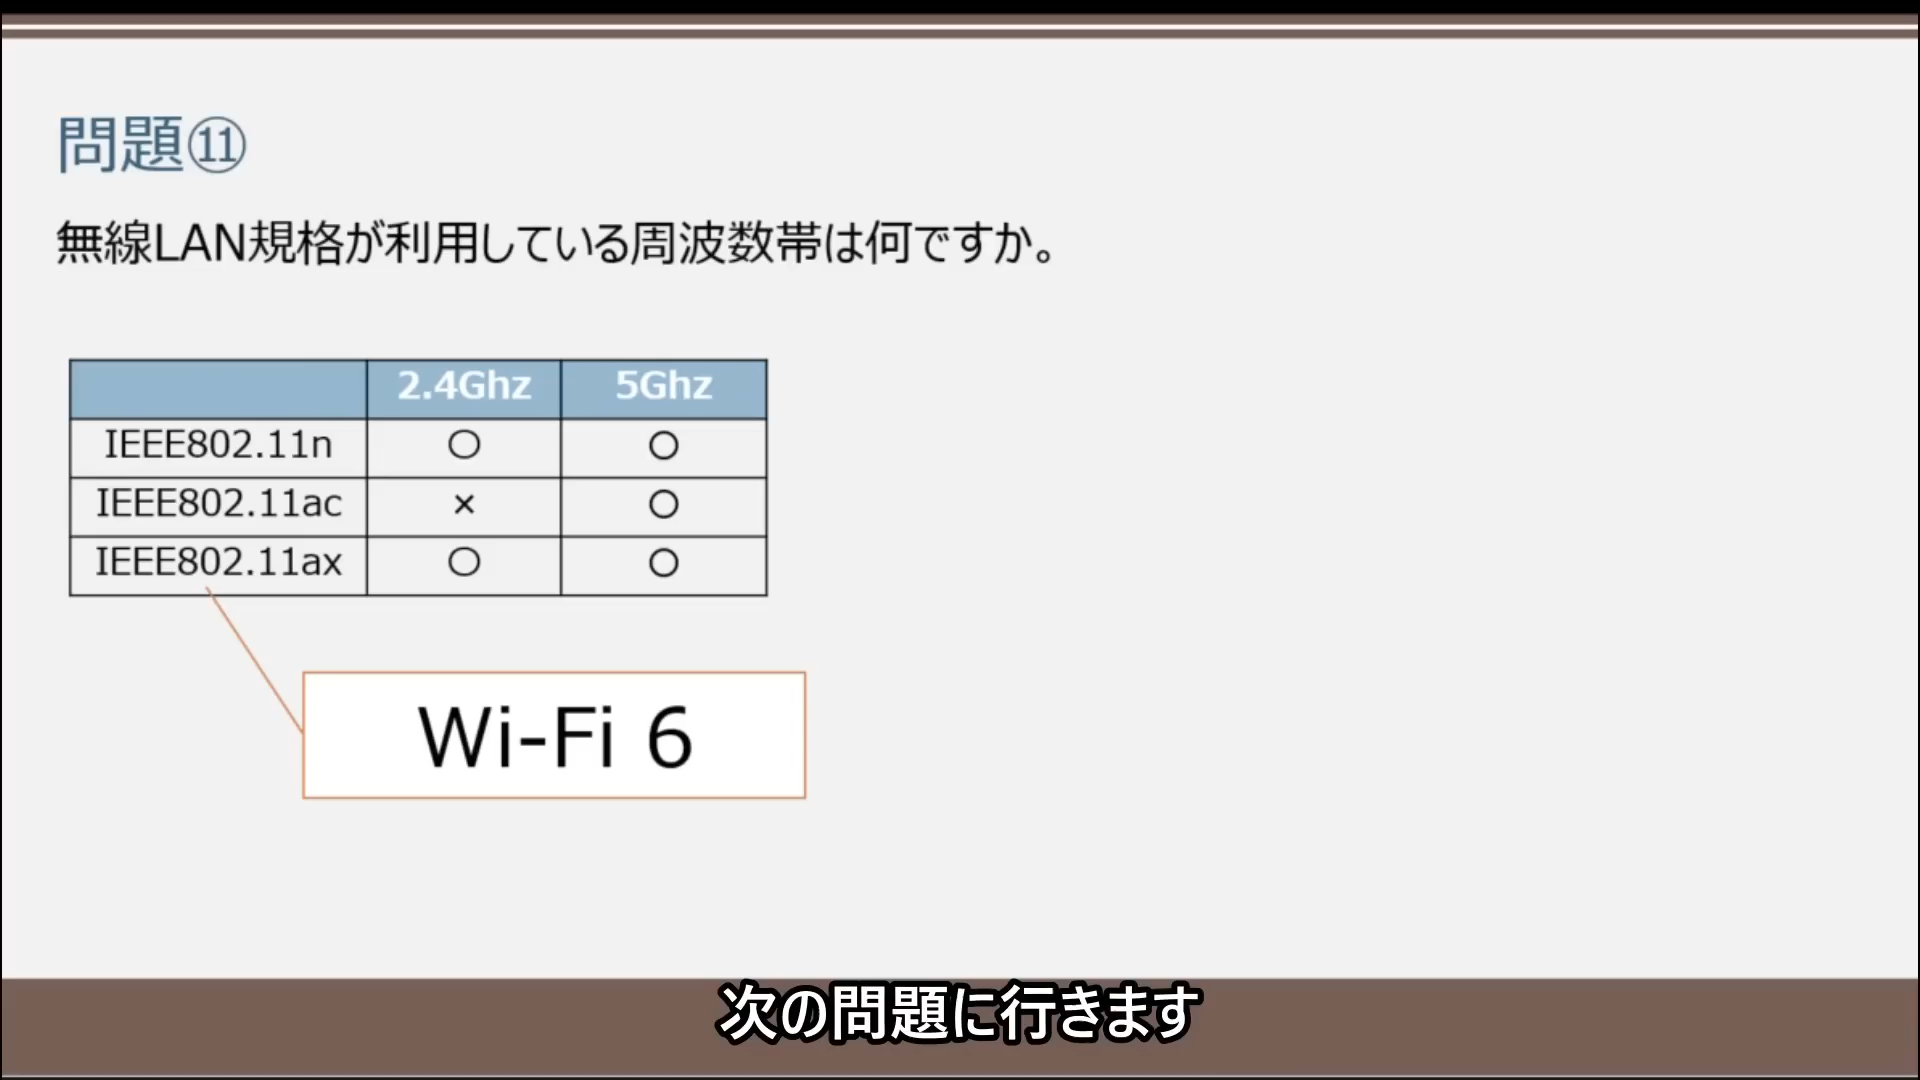 問題⑪
無線LAN規格が利用している周波数帯は何ですか。
2.4Ghz 5Ghz
IEEE802.11n 〇 〇
IEEE802.11ac × 〇
IEEE802.11ax 〇 〇
Wi-Fi 6
次の問題に行きます